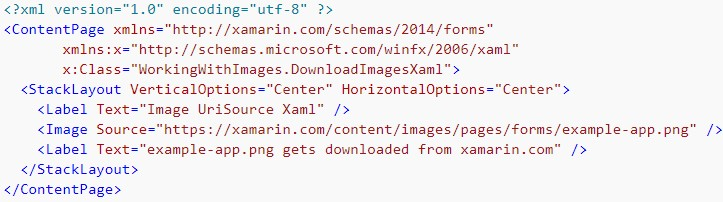 <?xml version="1.0" encoding="utf-8" ?>
<ContentPage xmlns="http://xamarin.com/schemas/2014/forms"
xmlns:x="http://schemas.microsoft.com/winfx/2006/xaml"
x:Class="WorkingWithImages.DownloadImagesXaml">
<StackLayout VerticalOptions="Center" HorizontalOptions="Center">
<Label Text="Image UriSource Xaml" />
<Image Source="https://xamarin.com/content/images/pages/forms/example-app.png" />
<Label Text="example-app.png gets downloaded from xamarin.com" />
</StackLayout>
</ContentPage>